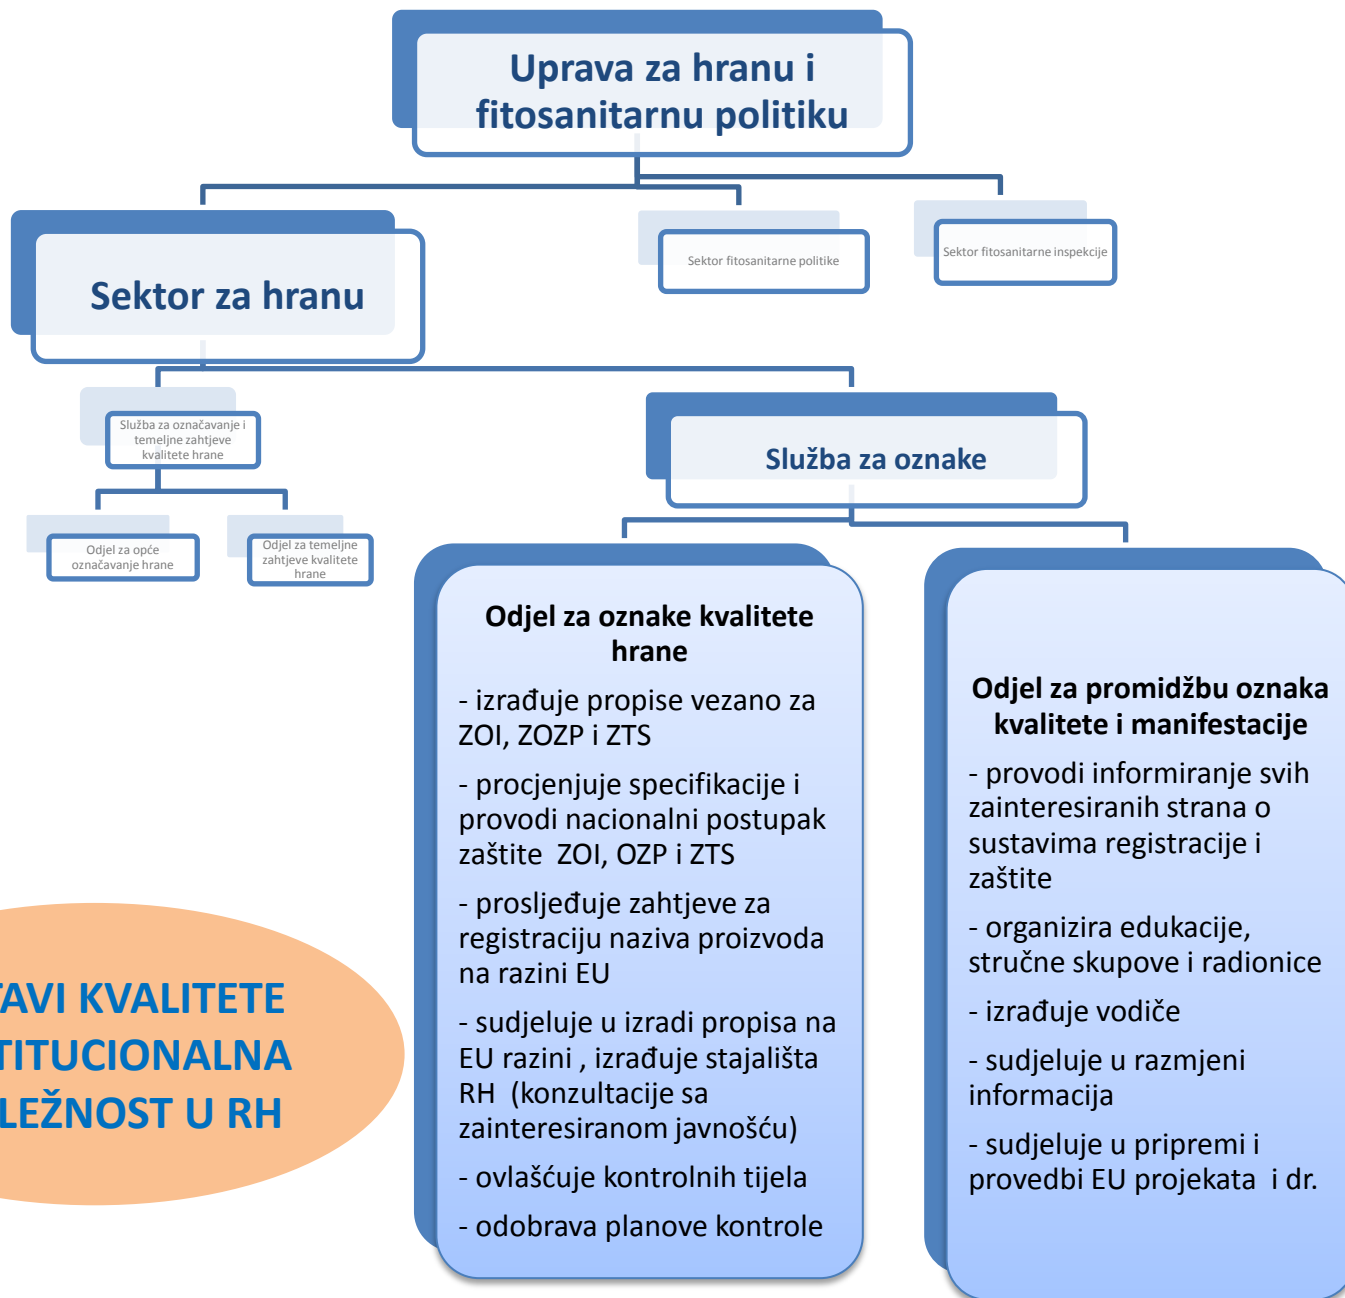 Uprava za hranu i
fitosanitarnu politiku
Sektor za hranu
Sektor fitosanitarne politike
Sektor fitosanitarne inspekcije
Služba za označavanje i
temeljne zahtjeve
kvalitete hrane
Služba za oznake
Odjel za opće
označavanje hrane
Odjel za temeljne
zahtjeve kvalitete
hrane
Odjel za oznake kvalitete
hrane
- izrađuje propise vezano za
ZOI, ZOZP i ZTS
- procjenjuje specifikacije i
provodi nacionalni postupak
zaštite ZOI, OZP i ZTS
- prosljeđuje zahtjeve za
registraciju naziva proizvoda
na razini EU
- sudjeluje u izradi propisa na
EU razini , izrađuje stajališta
RH (konzultacije sa
zainteresiranom javnošću)
- ovlašćuje kontrolnih tijela
- odobrava planove kontrole
Odjel za promidžbu oznaka
kvalitete i manifestacije
- provodi informiranje svih
zainteresiranih strana o
sustavima registracije i
zaštite
- organizira edukacije,
stručne skupove i radionice
- izrađuje vodiče
- sudjeluje u razmjeni
informacija
- sudjeluje u pripremi i
provedbi EU projekata i dr.
TAVI KVALITETE
TITUCIONALNA
LEŽNOST U RH